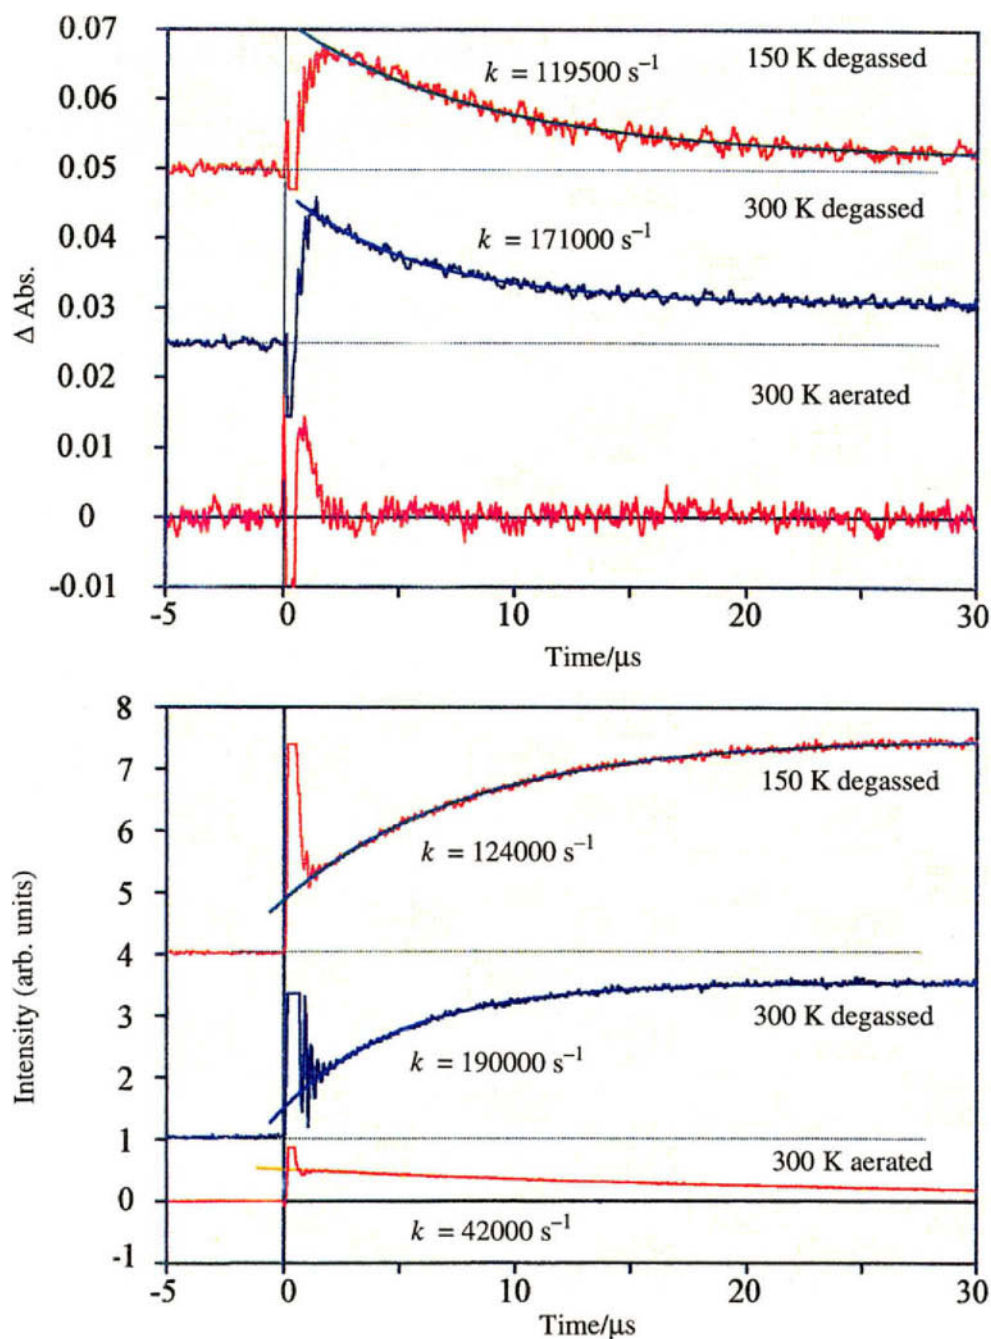 0.07
150 K degassed
k = 119500 s⁻¹
0.06
0.05
300 K degassed
0.04
k = 171000 s⁻¹
Δ Abs.
0.03
0.02
300 K aerated
0.01
0
-0.01
-5 0 10 20 30
Time/μs
8
7
150 K degassed
6
k = 124000 s⁻¹
Intensity (arb. units)
5
4
3
300 K degassed
k = 190000 s⁻¹
2
1
300 K aerated
0
k = 42000 s⁻¹
-1
-5 0 10 20 30
Time/μs